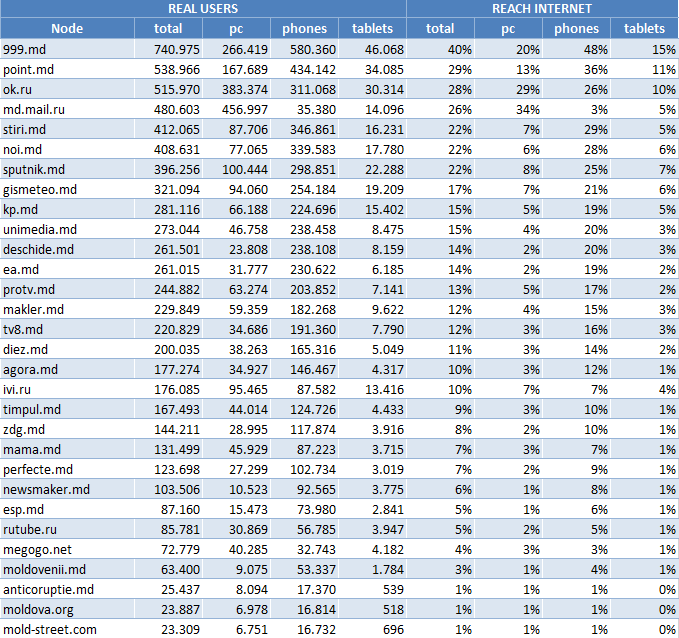 REAL USERS REACH INTERNET
Node total pc phones tablets total pc phones tablets
999.md 740.975 266.419 580.360 46.068 40% 20% 48% 15%
point.md 538.966 167.689 434.142 34.085 29% 13% 36% 11%
ok.ru 515.970 383.374 311.068 30.314 28% 29% 26% 10%
md.mail.ru 480.603 456.997 35.380 14.096 26% 34% 3% 5%
stiri.md 412.065 87.706 346.861 16.231 22% 7% 29% 5%
noi.md 408.631 77.065 339.583 17.780 22% 6% 28% 6%
sputnik.md 396.256 100.444 298.851 22.288 22% 8% 25% 7%
gismeteo.md 321.094 94.060 254.184 19.209 17% 7% 21% 6%
kp.md 281.116 66.188 224.696 15.402 15% 5% 19% 5%
unimedia.md 273.044 46.758 238.458 8.475 15% 4% 20% 3%
deschide.md 261.501 23.808 238.108 8.159 14% 2% 20% 3%
ea.md 261.015 31.777 230.622 6.185 14% 2% 19% 2%
protv.md 244.882 63.274 203.852 7.141 13% 5% 17% 2%
makler.md 229.849 59.359 182.268 9.622 12% 4% 15% 3%
tv8.md 220.829 34.686 191.360 7.790 12% 3% 16% 3%
diez.md 200.035 38.263 165.316 5.049 11% 3% 14% 2%
agora.md 177.274 34.927 146.467 4.317 10% 3% 12% 1%
ivi.ru 176.085 95.465 87.582 13.416 10% 7% 7% 4%
timpul.md 167.493 44.014 124.726 4.433 9% 3% 10% 1%
zdg.md 144.211 28.995 117.874 3.916 8% 2% 10% 1%
mama.md 131.499 45.929 87.223 3.715 7% 3% 7% 1%
perfecte.md 123.698 27.299 102.734 3.019 7% 2% 9% 1%
newsmaker.md 103.506 10.523 92.565 3.775 6% 1% 8% 1%
esp.md 87.160 15.473 73.980 2.841 5% 1% 6% 1%
rutube.ru 85.781 30.869 56.785 3.947 5% 2% 5% 1%
megogo.net 72.779 40.285 32.743 4.182 4% 3% 3% 1%
moldovenii.md 63.400 9.075 53.337 1.784 3% 1% 4% 1%
anticoruptie.md 25.437 8.094 17.370 539 1% 1% 1% 0%
moldova.org 23.887 6.978 16.814 518 1% 1% 1% 0%
mold-street.com 23.309 6.751 16.732 696 1% 1% 1% 0%